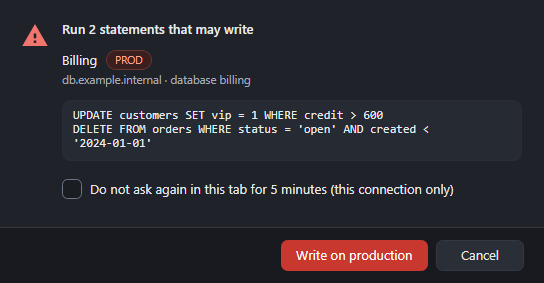 Run 2 statements that may write
Billing PROD
db.example.internal · database billing
UPDATE customers SET vip = 1 WHERE credit > 600
DELETE FROM orders WHERE status = 'open' AND created <
'2024-01-01'
Do not ask again in this tab for 5 minutes (this connection only)
Write on production Cancel